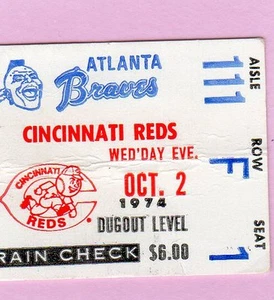 ATLANTA
Braves
CINCINNATI REDS
WED'DAY EVE.
CINCINNATI
REDS
OCT. 2
1974
DUGOUT LEVEL
RAIN CHECK $6.00
AISLE
111
ROW
F
SEAT
1